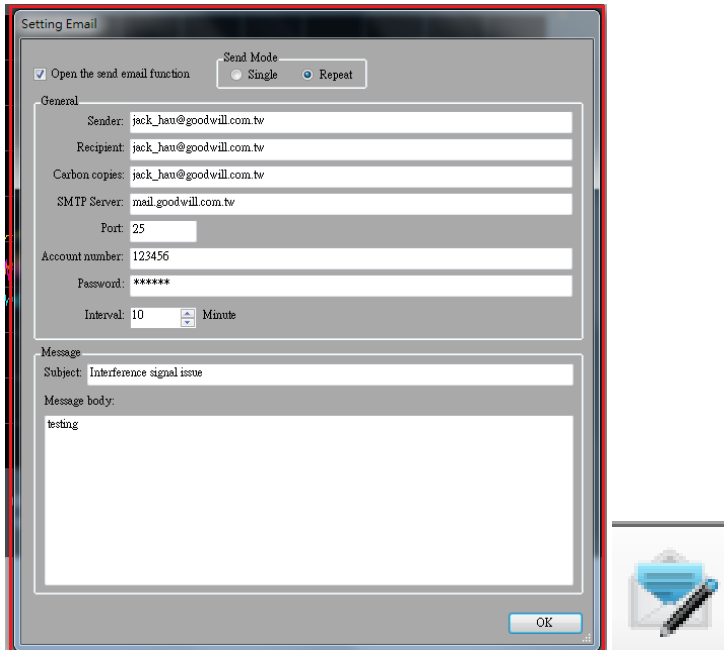 Setting Email
Send Mode
Open the send email function
Single
Repeat
General
Sender: jack_hau@goodwill.com.tw
Recipient: jack_hau@goodwill.com.tw
Carbon copies: jack_hau@goodwill.com.tw
SMTP Server: mail.goodwill.com.tw
Port: 25
Account number: 123456
Password: ******
Interval: 10 Minute
Message
Subject: Interference signal issue
Message body:
testing
OK